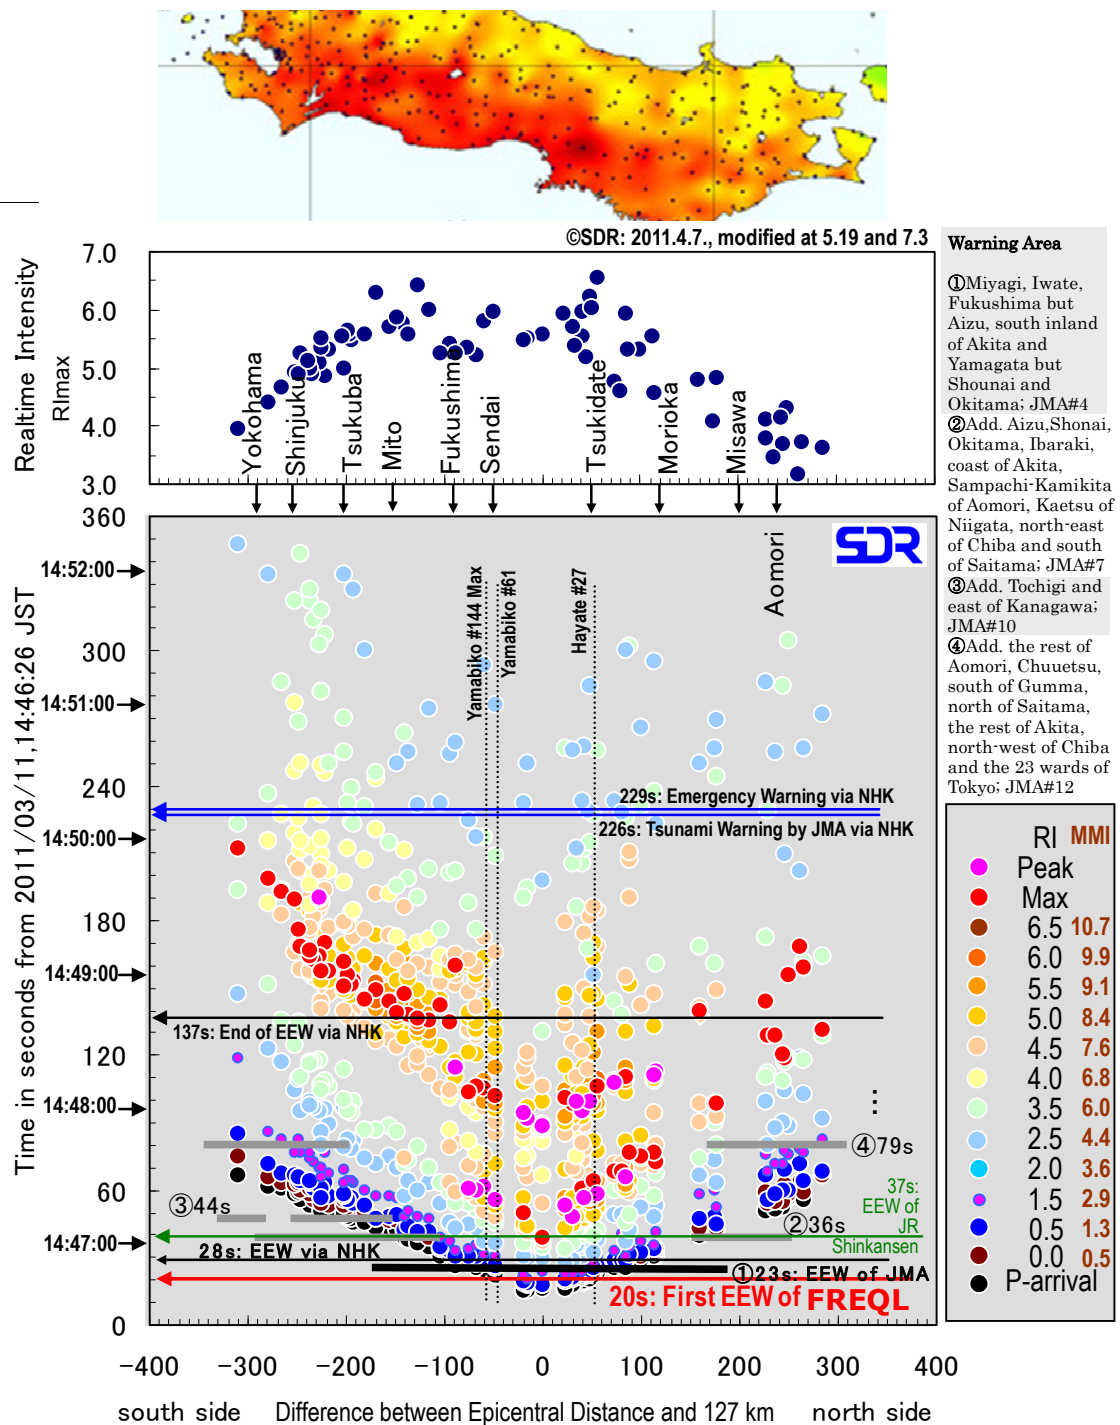 ©SDR: 2011.4.7., modified at 5.19 and 7.3
Realtime Intensity
RImax
7.0
6.0
5.0
4.0
3.0
Yokohama
Shinjuku
Tsukuba
Mito
Fukushima
Sendai
Tsukidate
Morioka
Misawa
Aomori
Warning Area
①Miyagi, Iwate,
Fukushima but
Aizu, south inland
of Akita and
Yamagata but
Shounai and
Okitama; JMA#4
②Add. Aizu,Shonai,
Okitama, Ibaraki,
coast of Akita,
Sampachi-Kamikita
of Aomori, Kaetsu of
Niigata, north-east
of Chiba and south
of Saitama; JMA#7
③Add. Tochigi and
east of Kanagawa;
JMA#10
④Add. the rest of
Aomori, Chuuetsu,
south of Gumma,
north of Saitama,
the rest of Akita,
north-west of Chiba
and the 23 wards of
Tokyo; JMA#12
SDR
Time in seconds from 2011/03/11,14:46:26 JST
360
300
240
180
120
60
0
14:52:00
14:51:00
14:50:00
14:49:00
14:48:00
14:47:00
Yamabiko #144 Max
Yamabiko #61
Hayate #27
229s: Emergency Warning via NHK
226s: Tsunami Warning by JMA via NHK
137s: End of EEW via NHK
④79s
③44s
②36s
37s:
EEW of
JR
Shinkansen
28s: EEW via NHK
①23s: EEW of JMA
20s: First EEW of FREQL
RI MMI
Peak
Max
6.5 10.7
6.0 9.9
5.5 9.1
5.0 8.4
4.5 7.6
4.0 6.8
3.5 6.0
2.5 4.4
2.0 3.6
1.5 2.9
0.5 1.3
0.0 0.5
P-arrival
-400 -300 -200 -100 0 100 200 300 400
south side Difference between Epicentral Distance and 127 km north side